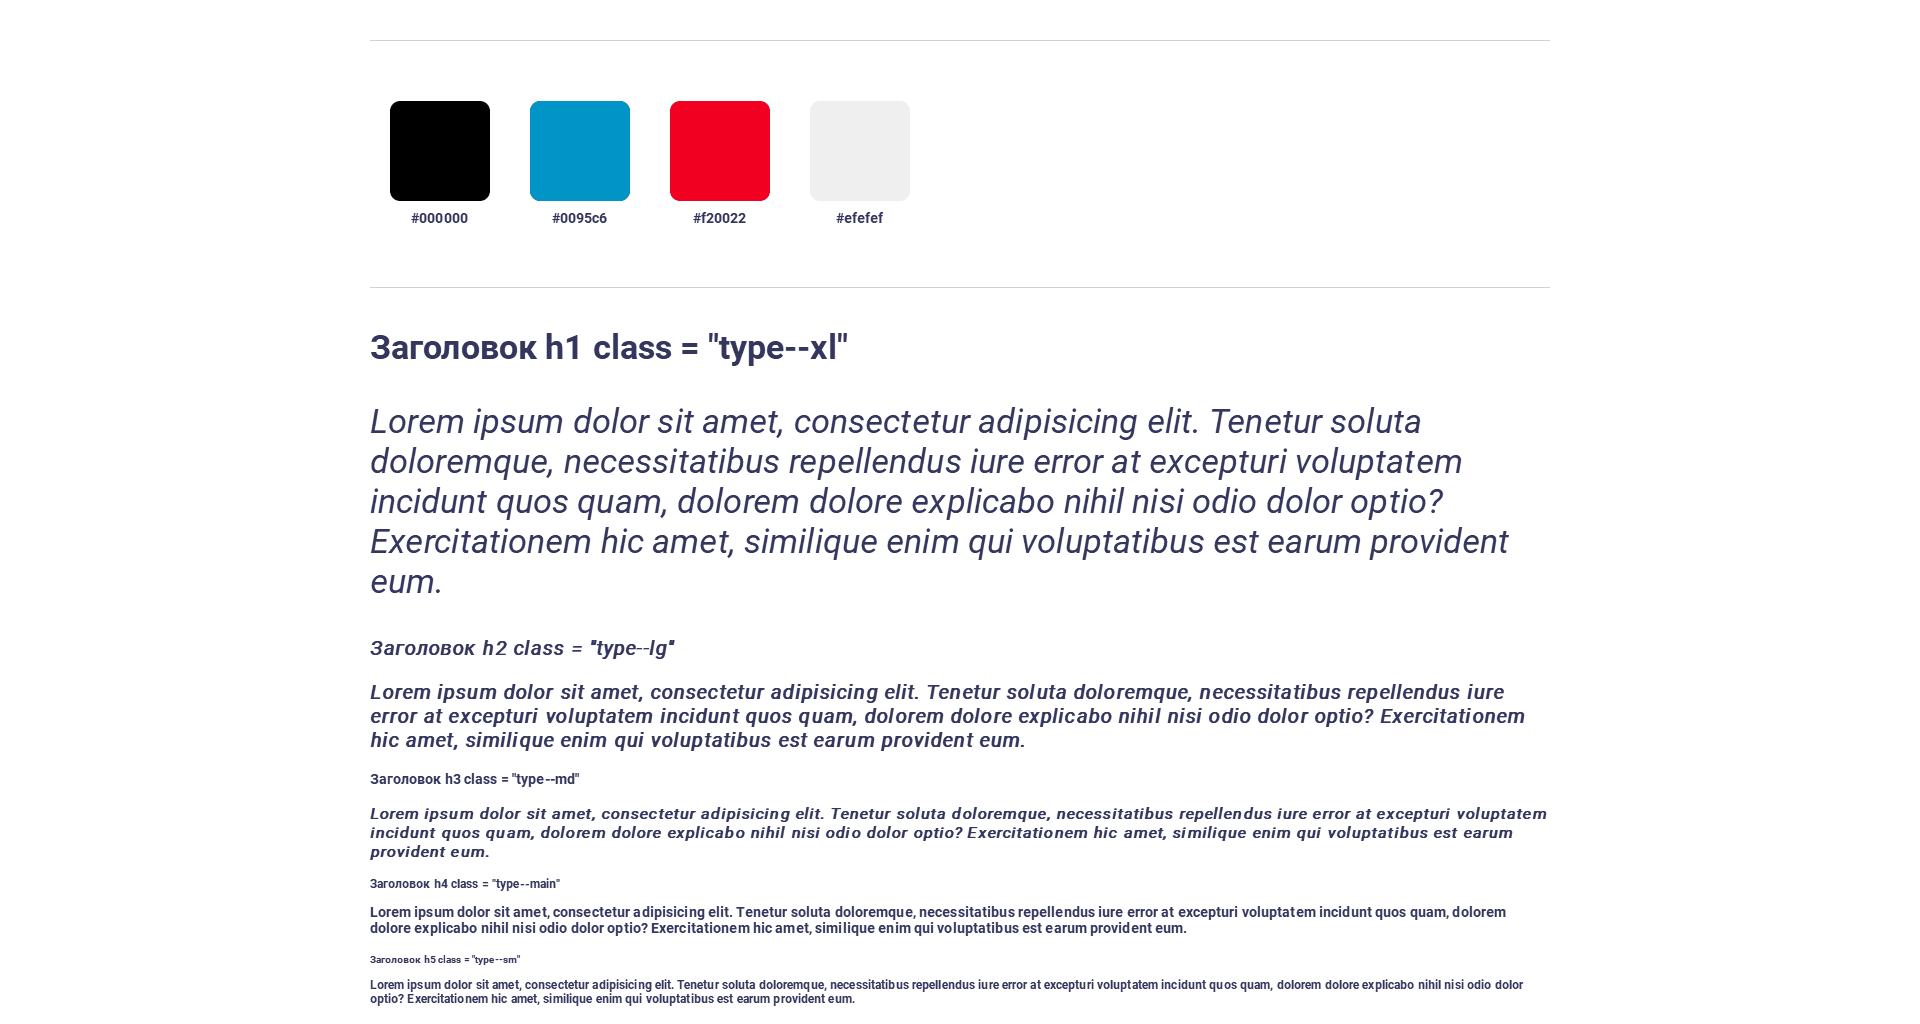 #000000 #0095c6 #f20022 #efefef
Заголовок h1 class = "type--xl"
Lorem ipsum dolor sit amet, consectetur adipisicing elit. Tenetur soluta
doloremque, necessitatibus repellendus iure error at excepturi voluptatem
incidunt quos quam, dolorem dolore explicabo nihil nisi odio dolor optio?
Exercitationem hic amet, similique enim qui voluptatibus est earum provident
eum.
Заголовок h2 class = "type--lg"
Lorem ipsum dolor sit amet, consectetur adipisicing elit. Tenetur soluta doloremque, necessitatibus repellendus iure
error at excepturi voluptatem incidunt quos quam, dolorem dolore explicabo nihil nisi odio dolor optio? Exercitationem
hic amet, similique enim qui voluptatibus est earum provident eum.
Заголовок h3 class = "type--md"
Lorem ipsum dolor sit amet, consectetur adipisicing elit. Tenetur soluta doloremque, necessitatibus repellendus iure error at excepturi voluptatem
incidunt quos quam, dolorem dolore explicabo nihil nisi odio dolor optio? Exercitationem hic amet, similique enim qui voluptatibus est earum
provident eum.
Заголовок h4 class = "type--main"
Lorem ipsum dolor sit amet, consectetur adipisicing elit. Tenetur soluta doloremque, necessitatibus repellendus iure error at excepturi voluptatem incidunt quos quam, dolorem
dolore explicabo nihil nisi odio dolor optio? Exercitationem hic amet, similique enim qui voluptatibus est earum provident eum.
Заголовок h5 class = "type--sm"
Lorem ipsum dolor sit amet, consectetur adipisicing elit. Tenetur soluta doloremque, necessitatibus repellendus iure error at excepturi voluptatem incidunt quos quam, dolorem dolore explicabo nihil nisi odio dolor
optio? Exercitationem hic amet, similique enim qui voluptatibus est earum provident eum.